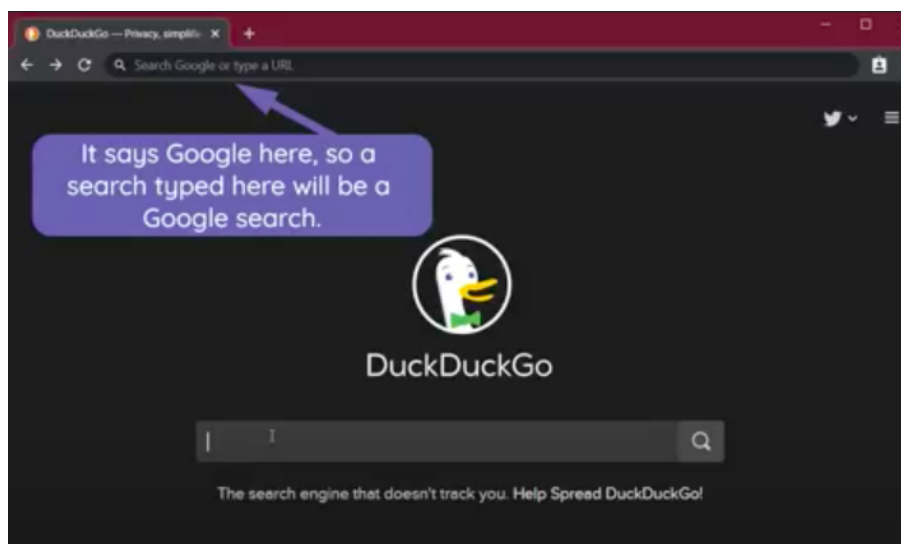 DuckDuckGo — Privacy, simplifi
Search Google or type a URL
It says Google here, so a
search typed here will be a
Google search.
DuckDuckGo
The search engine that doesn't track you. Help Spread DuckDuckGo!